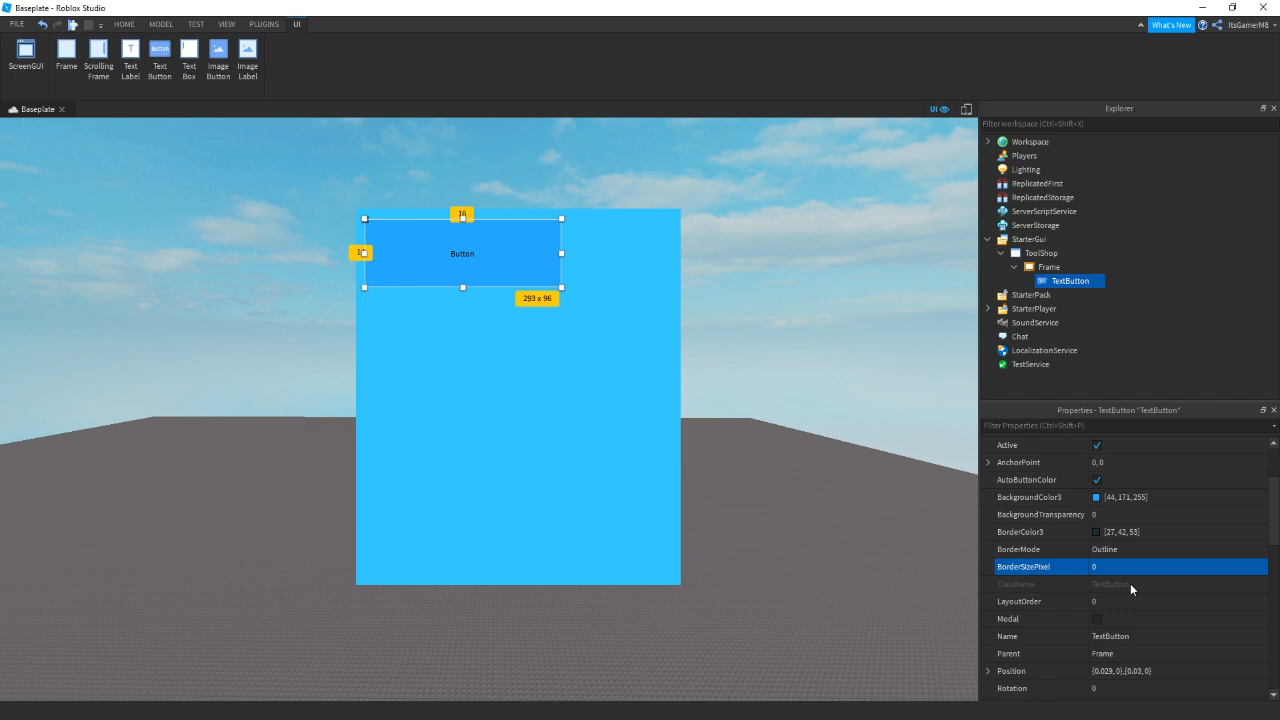 Baseplate - Roblox Studio
FILE HOME MODEL TEST VIEW PLUGINS UI What's New ItsGamerM8
ScreenGUI Frame Scrolling Frame Text Label Text Button Text Box Image Button Image Label
T Button
Baseplate UI
16
Button
293 x 96
Explorer
Filter workspace (Ctrl+Shift+X)
Workspace
Players
Lighting
ReplicatedFirst
ReplicatedStorage
ServerScriptService
ServerStorage
StarterGui
ToolShop
Frame
TextButton
StarterPack
StarterPlayer
SoundService
Chat
LocalizationService
TestService
Properties - TextButton "TextButton"
Filter Properties (Ctrl+Shift+P)
Active
AnchorPoint 0, 0
AutoButtonColor
BackgroundColor3 [44, 171, 255]
BackgroundTransparency 0
BorderColor3 [27, 42, 53]
BorderMode Outline
BorderSizePixel 0
ClassName TextButton
LayoutOrder 0
Modal
Name TextButton
Parent Frame
Position {0.029, 0},{0.03, 0}
Rotation 0